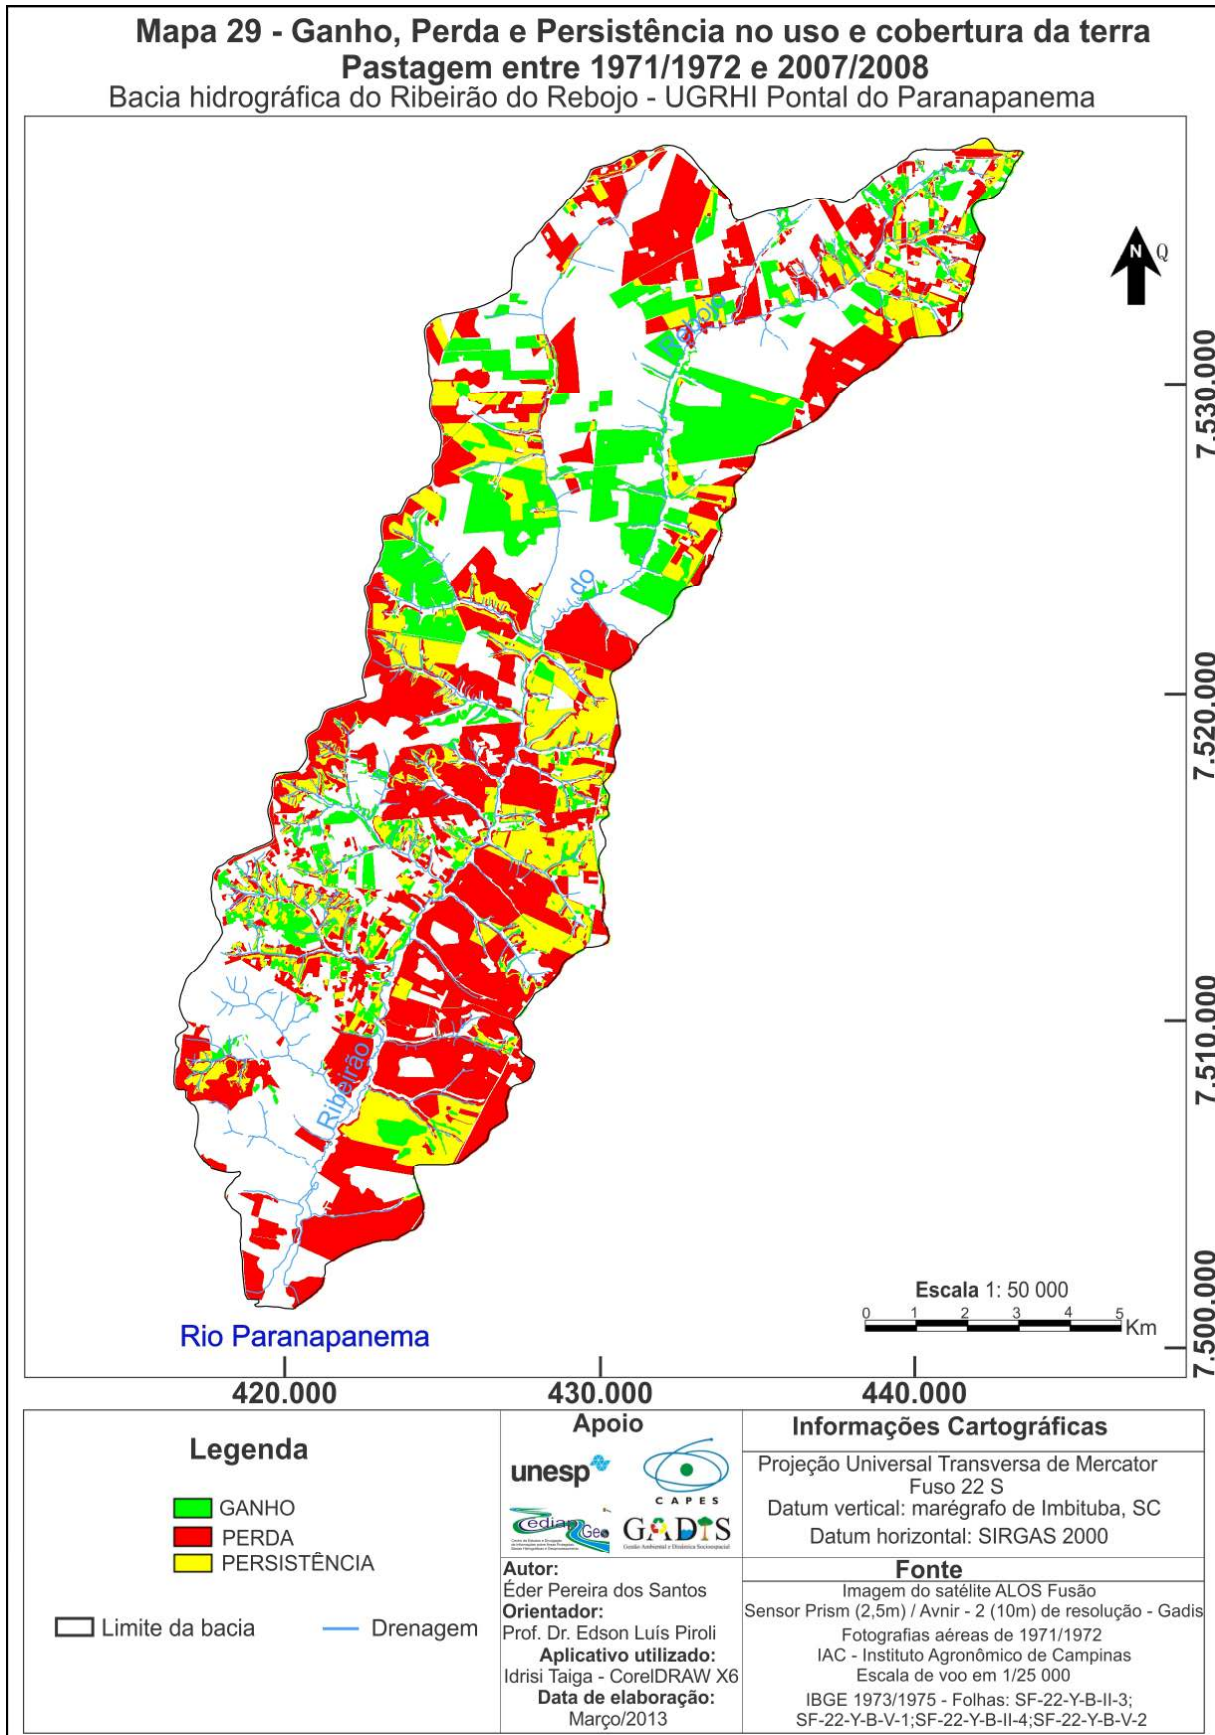 Mapa 29 - Ganho, Perda e Persistência no uso e cobertura da terra
Pastagem entre 1971/1972 e 2007/2008
Bacia hidrográfica do Ribeirão do Rebojo - UGRHI Pontal do Paranapanema
N Q
Rebojo
do
Ribeirão
7.530.000
7.520.000
7.510.000
7.500.000
Escala 1: 50 000
0 1 2 3 4 5
Km
Rio Paranapanema
420.000 430.000 440.000
Legenda
GANHO
PERDA
PERSISTÊNCIA
Limite da bacia
Drenagem
Apoio
unesp
CAPES
Cediap Geo
GADIS
Gestão Ambiental e Dinâmica Socioespacial
Autor:
Éder Pereira dos Santos
Orientador:
Prof. Dr. Edson Luís Piroli
Aplicativo utilizado:
Idrisi Taiga - CorelDRAW X6
Data de elaboração:
Março/2013
Informações Cartográficas
Projeção Universal Transversa de Mercator
Fuso 22 S
Datum vertical: marégrafo de Imbituba, SC
Datum horizontal: SIRGAS 2000
Fonte
Imagem do satélite ALOS Fusão
Sensor Prism (2,5m) / Avnir - 2 (10m) de resolução - Gadis
Fotografias aéreas de 1971/1972
IAC - Instituto Agronômico de Campinas
Escala de voo em 1/25 000
IBGE 1973/1975 - Folhas: SF-22-Y-B-II-3;
SF-22-Y-B-V-1;SF-22-Y-B-II-4;SF-22-Y-B-V-2